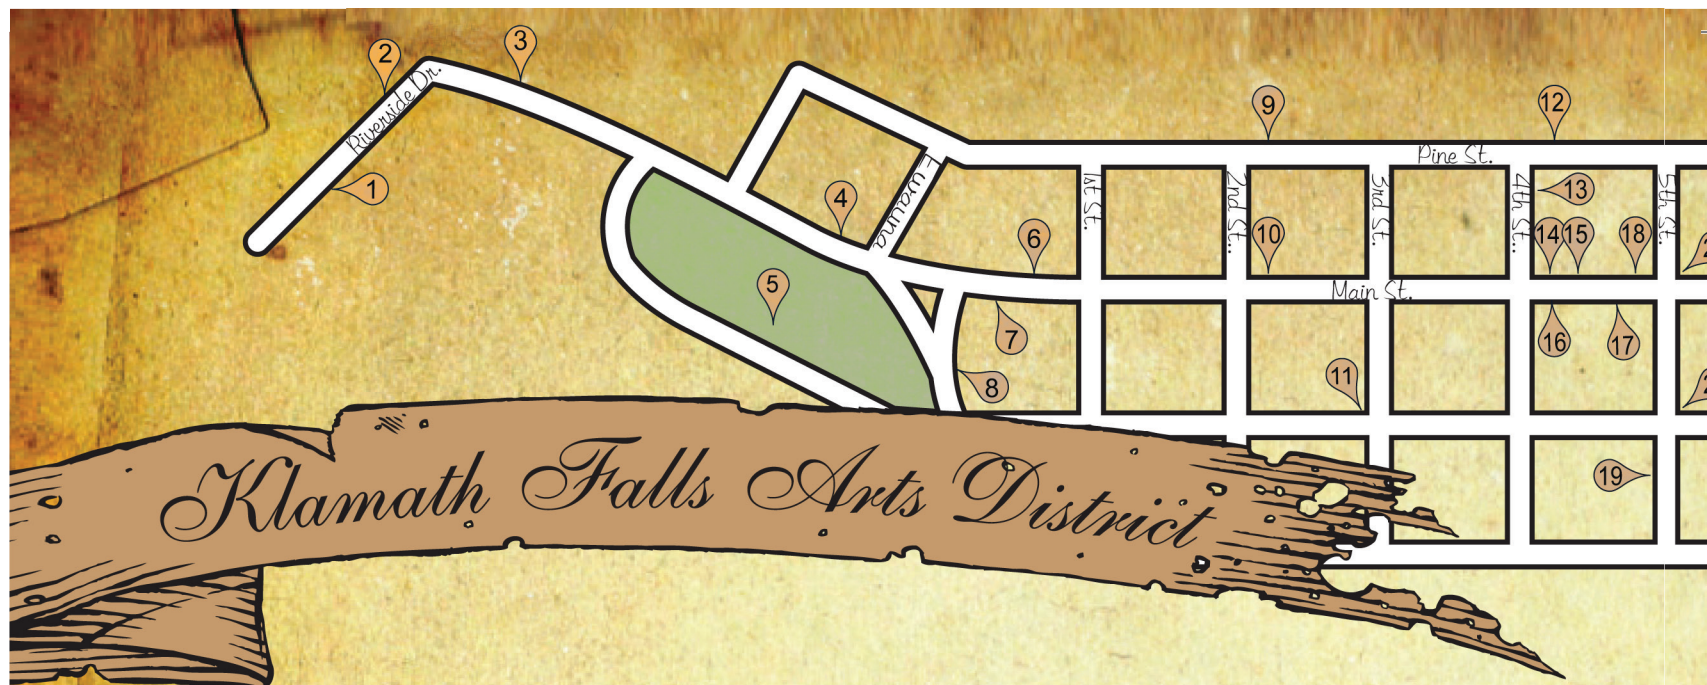 2
3
Riverside Dr.
1
9
12
Pine St.
4
Ewauna
1st St.
2nd St..
3rd St.
4th St..
5th St.
13
6
10
14
15
18
5
Main St.
7
16
17
8
11
19
Klamath Falls Arts District